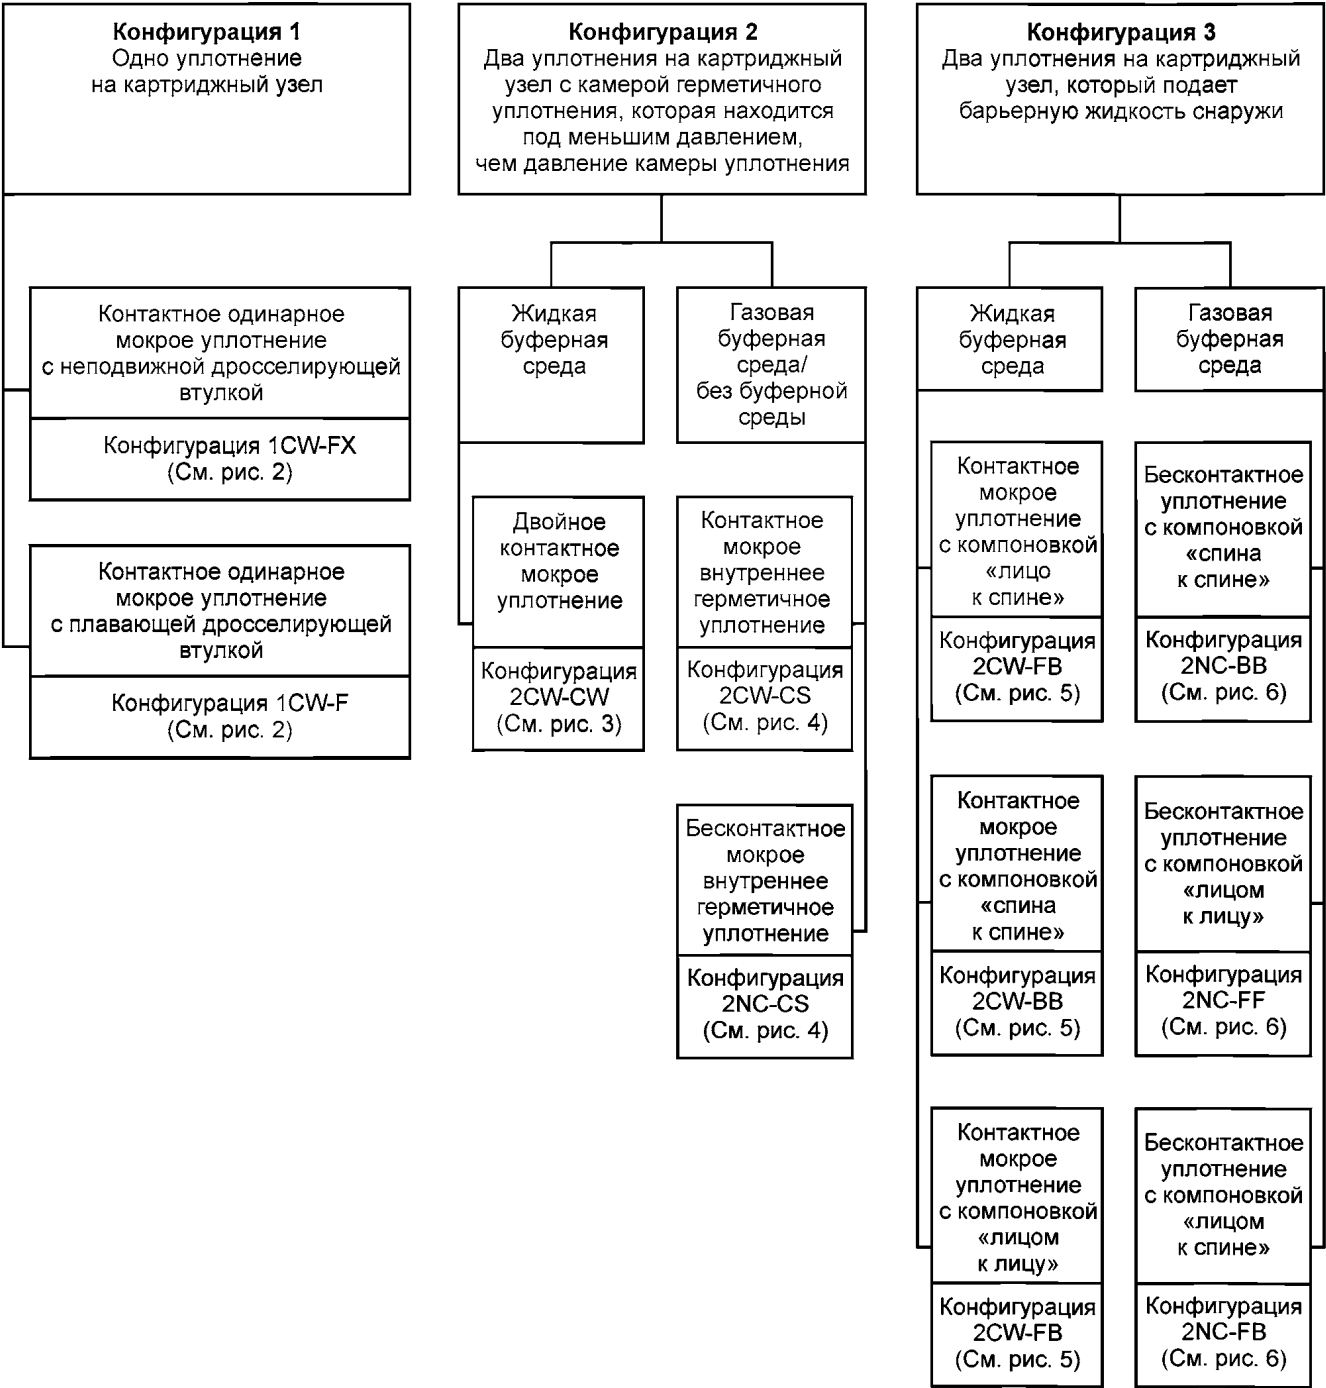 Конфигурация 1
Одно уплотнение
на картриджный узел
Контактное одинарное
мокрое уплотнение
с неподвижной дросселирующей
втулкой
Конфигурация 1CW-FX
(См. рис. 2)
Контактное одинарное
мокрое уплотнение
с плавающей дросселирующей
втулкой
Конфигурация 1CW-F
(См. рис. 2)
Конфигурация 2
Два уплотнения на картриджный
узел с камерой герметичного
уплотнения, которая находится
под меньшим давлением,
чем давление камеры уплотнения
Жидкая
буферная
среда
Двойное
контактное
мокрое
уплотнение
Конфигурация
2CW-CW
(См. рис. 3)
Газовая
буферная
среда/
без буферной
среды
Контактное
мокрое
внутреннее
герметичное
уплотнение
Конфигурация
2CW-CS
(См. рис. 4)
Бесконтактное
мокрое
внутреннее
герметичное
уплотнение
Конфигурация
2NC-CS
(См. рис. 4)
Конфигурация 3
Два уплотнения на картриджный
узел, который подает
барьерную жидкость снаружи
Жидкая
буферная
среда
Контактное
мокрое
уплотнение
с компоновкой
«лицо
к спине»
Конфигурация
2CW-FB
(См. рис. 5)
Контактное
мокрое
уплотнение
с компоновкой
«спина
к спине»
Конфигурация
2CW-BB
(См. рис. 5)
Контактное
мокрое
уплотнение
с компоновкой
«лицом
к лицу»
Конфигурация
2CW-FB
(См. рис. 5)
Газовая
буферная
среда
Бесконтактное
уплотнение
с компоновкой
«спина
к спине»
Конфигурация
2NC-BB
(См. рис. 6)
Бесконтактное
уплотнение
с компоновкой
«лицом
к лицу»
Конфигурация
2NC-FF
(См. рис. 6)
Бесконтактное
уплотнение
с компоновкой
«лицом
к спине»
Конфигурация
2NC-FB
(См. рис. 6)